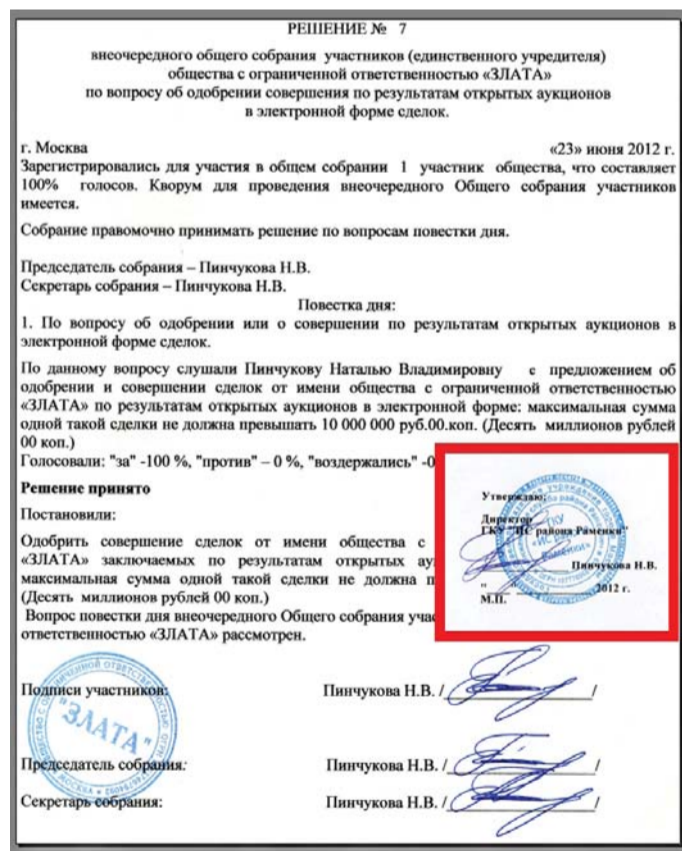 РЕШЕНИЕ № 7
внеочередного общего собрания участников (единственного учредителя)
общества с ограниченной ответственностью «ЗЛАТА»
по вопросу об одобрении совершения по результатам открытых аукционов
в электронной форме сделок.
г. Москва «23» июня 2012 г.
Зарегистрировались для участия в общем собрании 1 участник общества, что составляет
100% голосов. Кворум для проведения внеочередного Общего собрания участников
имеется.
Собрание правомочно принимать решение по вопросам повестки дня.
Председатель собрания – Пинчукова Н.В.
Секретарь собрания – Пинчукова Н.В.
Повестка дня:
1. По вопросу об одобрении или о совершении по результатам открытых аукционов в
электронной форме сделок.
По данному вопросу слушали Пинчукову Наталью Владимировну с предложением об
одобрении и совершении сделок от имени общества с ограниченной ответственностью
«ЗЛАТА» по результатам открытых аукционов в электронной форме: максимальная сумма
одной такой сделки не должна превышать 10 000 000 руб.00.коп. (Десять миллионов рублей
00 коп.)
Голосовали: "за" -100 %, "против" – 0 %, "воздержались" -0
Решение принято
Постановили:
Одобрить совершение сделок от имени общества с
«ЗЛАТА» заключаемых по результатам открытых ау
максимальная сумма одной такой сделки не должна п
(Десять миллионов рублей 00 коп.)
Вопрос повестки дня внеочередного Общего собрания учас
ответственностью «ЗЛАТА» рассмотрен.
Утверждаю:
Директор
ГКУ "ИС района Раменки"
Пинчукова Н.В.
" " 2012 г.
М.П.
Подписи участников: Пинчукова Н.В. / /
"ЗЛАТА"
Председатель собрания: Пинчукова Н.В. / /
Секретарь собрания: Пинчукова Н.В. / /